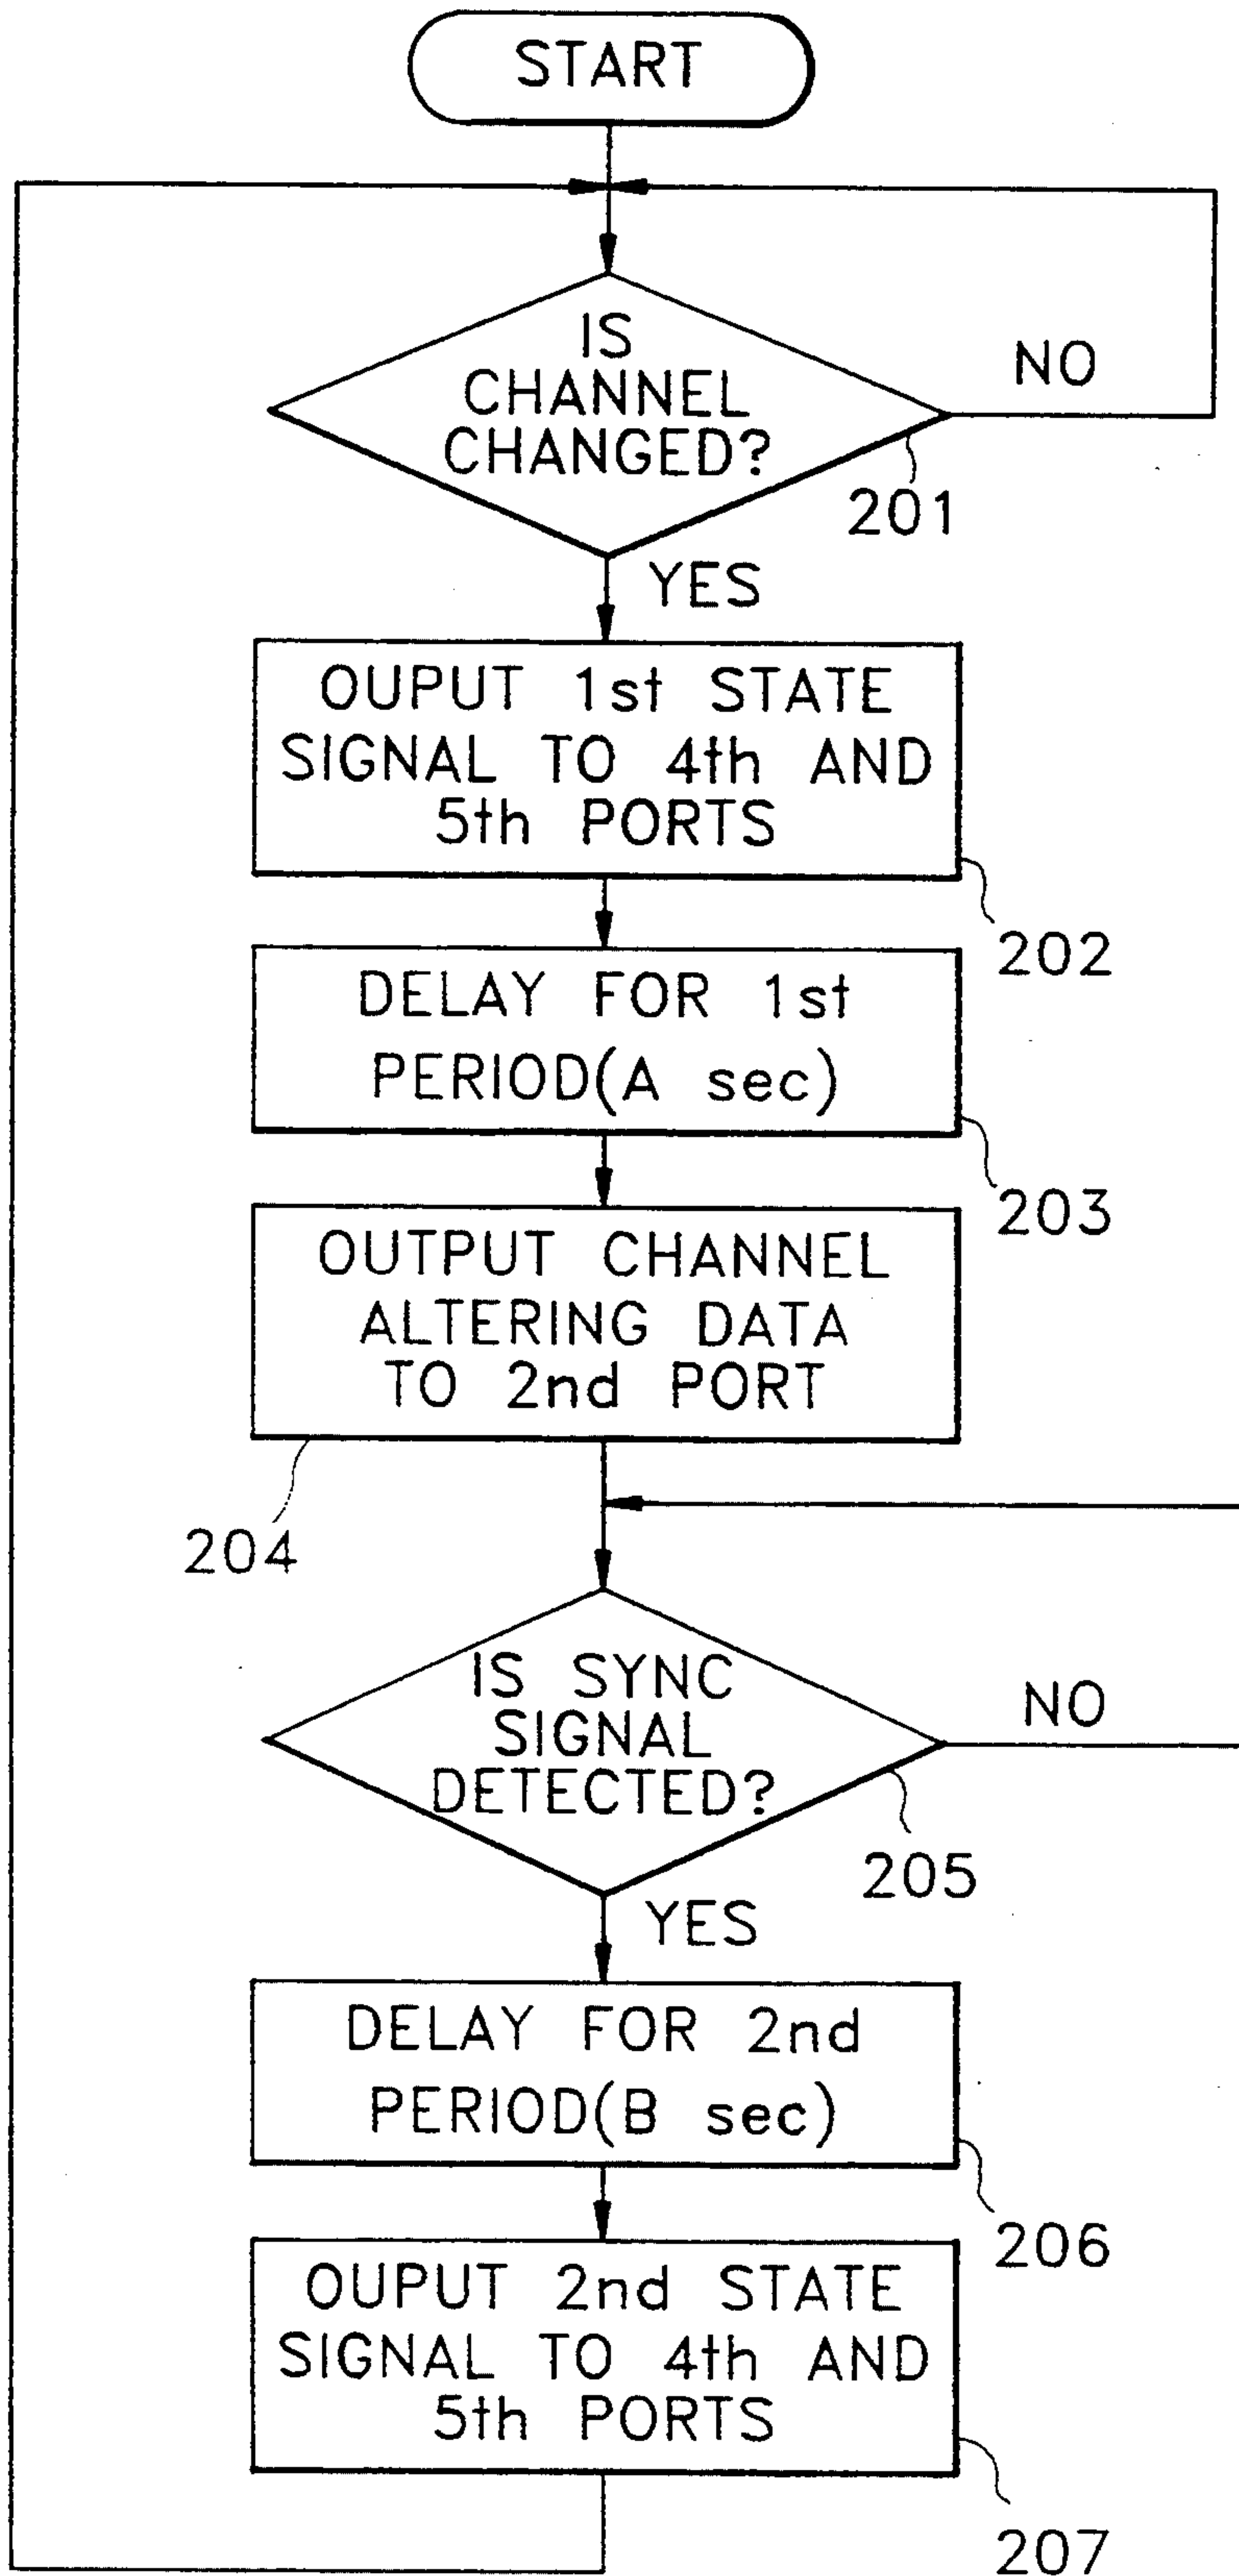 START
IS
CHANNEL
CHANGED?
NO
201
YES
OUPUT 1st STATE
SIGNAL TO 4th AND
5th PORTS
202
DELAY FOR 1st
PERIOD(A sec)
203
OUTPUT CHANNEL
ALTERING DATA
TO 2nd PORT
204
IS SYNC
SIGNAL
DETECTED?
NO
205
YES
DELAY FOR 2nd
PERIOD(B sec)
206
OUPUT 2nd STATE
SIGNAL TO 4th AND
5th PORTS
207